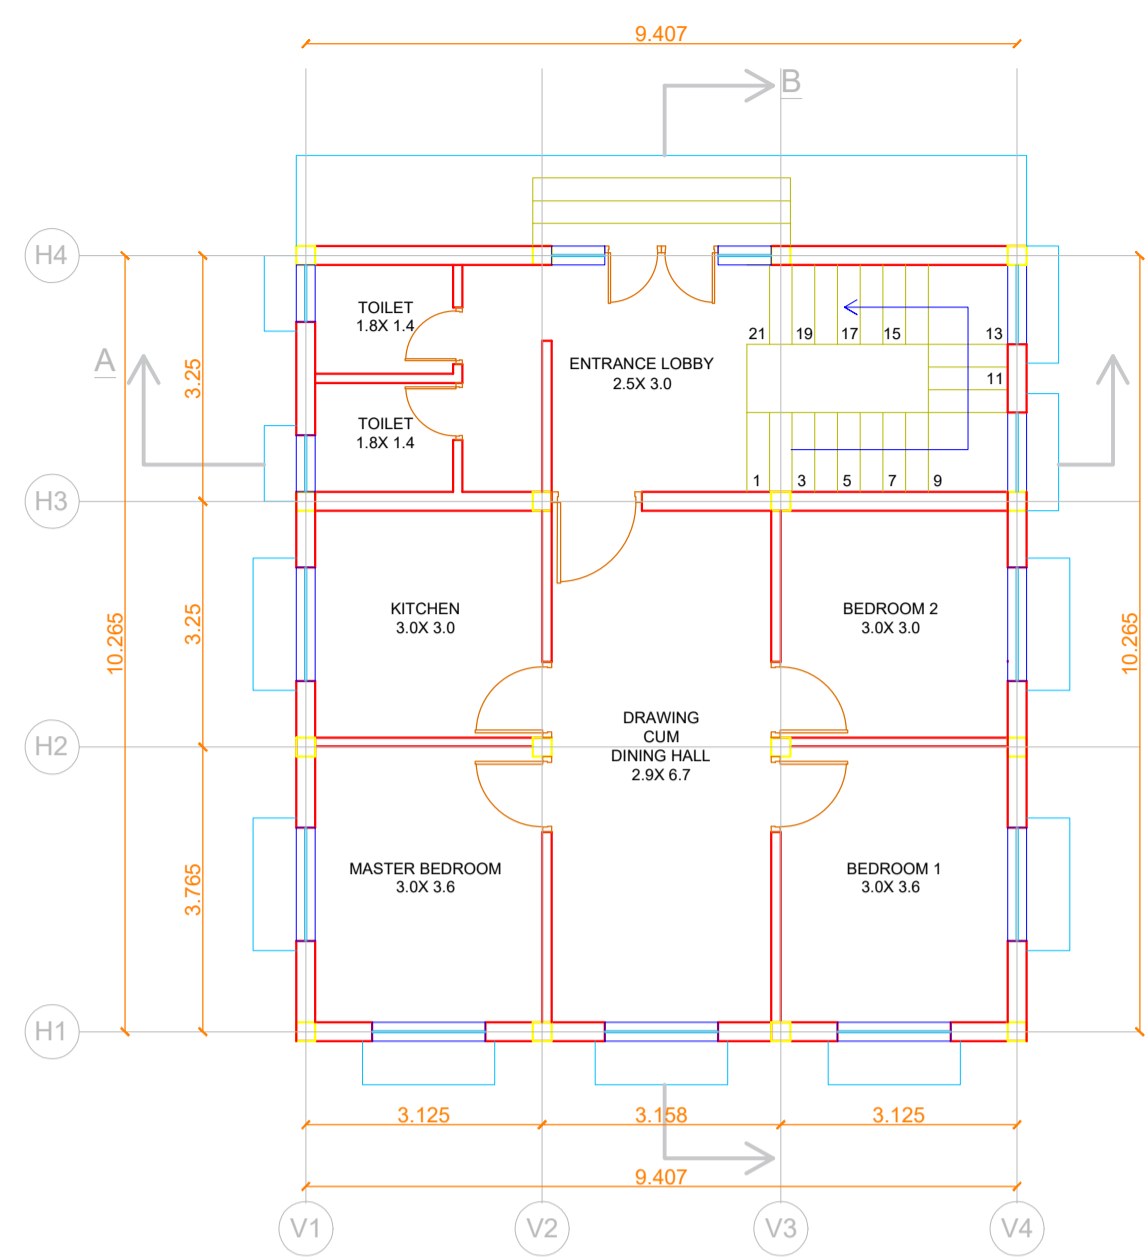 9.407
B
H4
TOILET
1.8X 1.4
ENTRANCE LOBBY
2.5X 3.0
21
19
17
15
13
11
A
3.25
TOILET
1.8X 1.4
1
3
5
7
9
H3
KITCHEN
3.0X 3.0
BEDROOM 2
3.0X 3.0
10.265
3.25
10.265
DRAWING
CUM
DINING HALL
2.9X 6.7
H2
MASTER BEDROOM
3.0X 3.6
BEDROOM 1
3.0X 3.6
3.765
H1
3.125
3.158
3.125
9.407
V1
V2
V3
V4